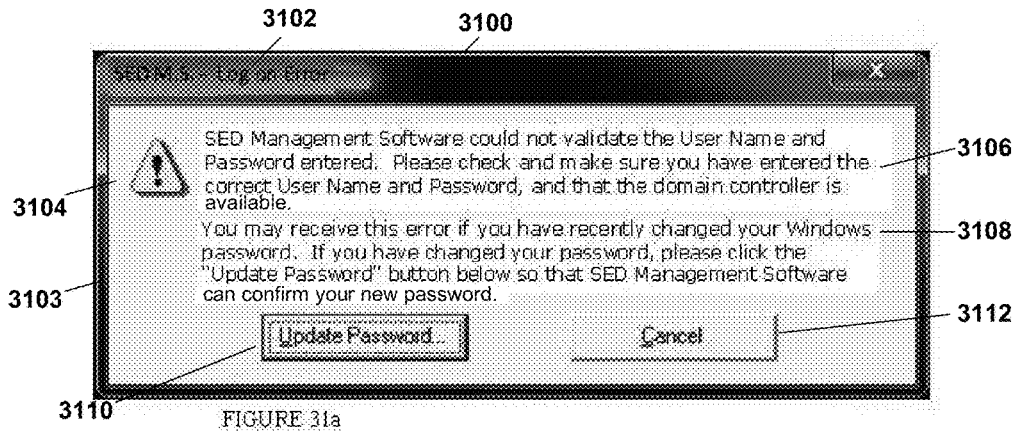 3102
3100
SED M.S. - Log on Error
X
SED Management Software could not validate the User Name and
Password entered. Please check and make sure you have entered the
correct User Name and Password, and that the domain controller is
available.
3106
3104
You may receive this error if you have recently changed your Windows
password. If you have changed your password, please click the
"Update Password" button below so that SED Management Software
can confirm your new password.
3108
3103
Update Password...
Cancel
3112
3110
FIGURE 31a